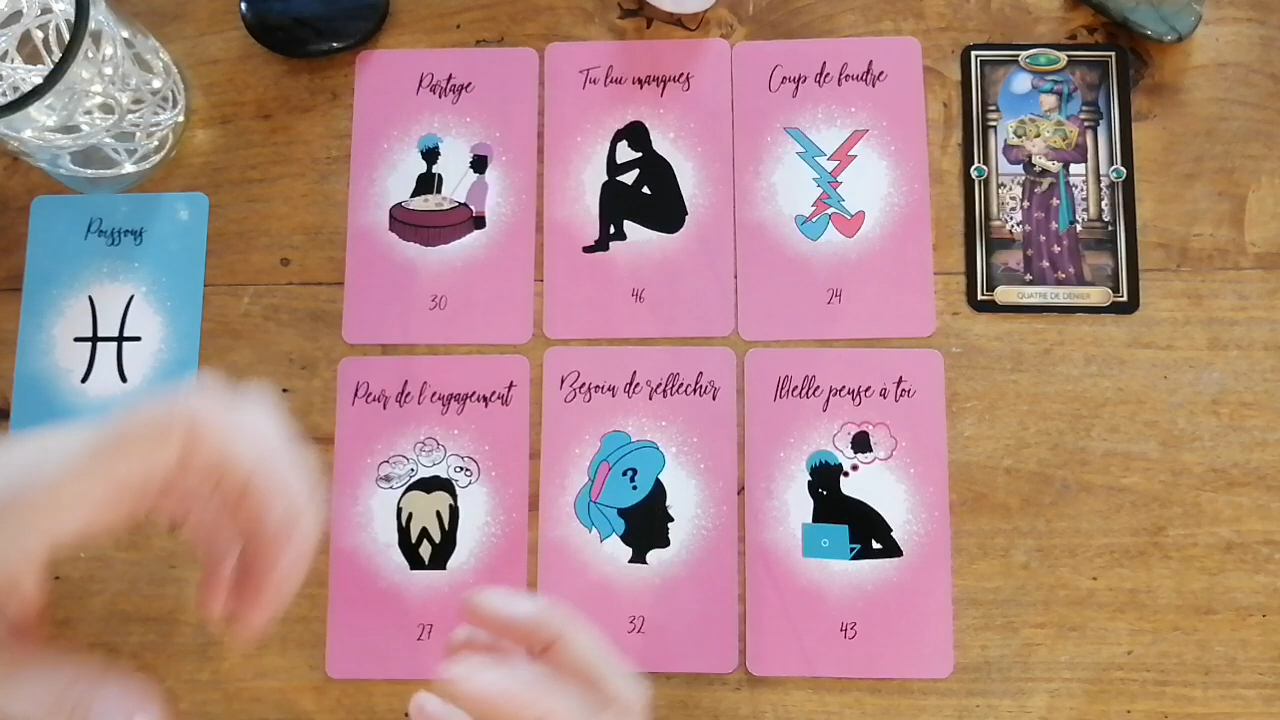 Partage
30
Tu lui manques
46
Coup de foudre
24
QUATRE DE DENIER
Poissons
Peur de l'engagement
27
Besoin de réfléchir
?
32
Il/elle pense à toi
43